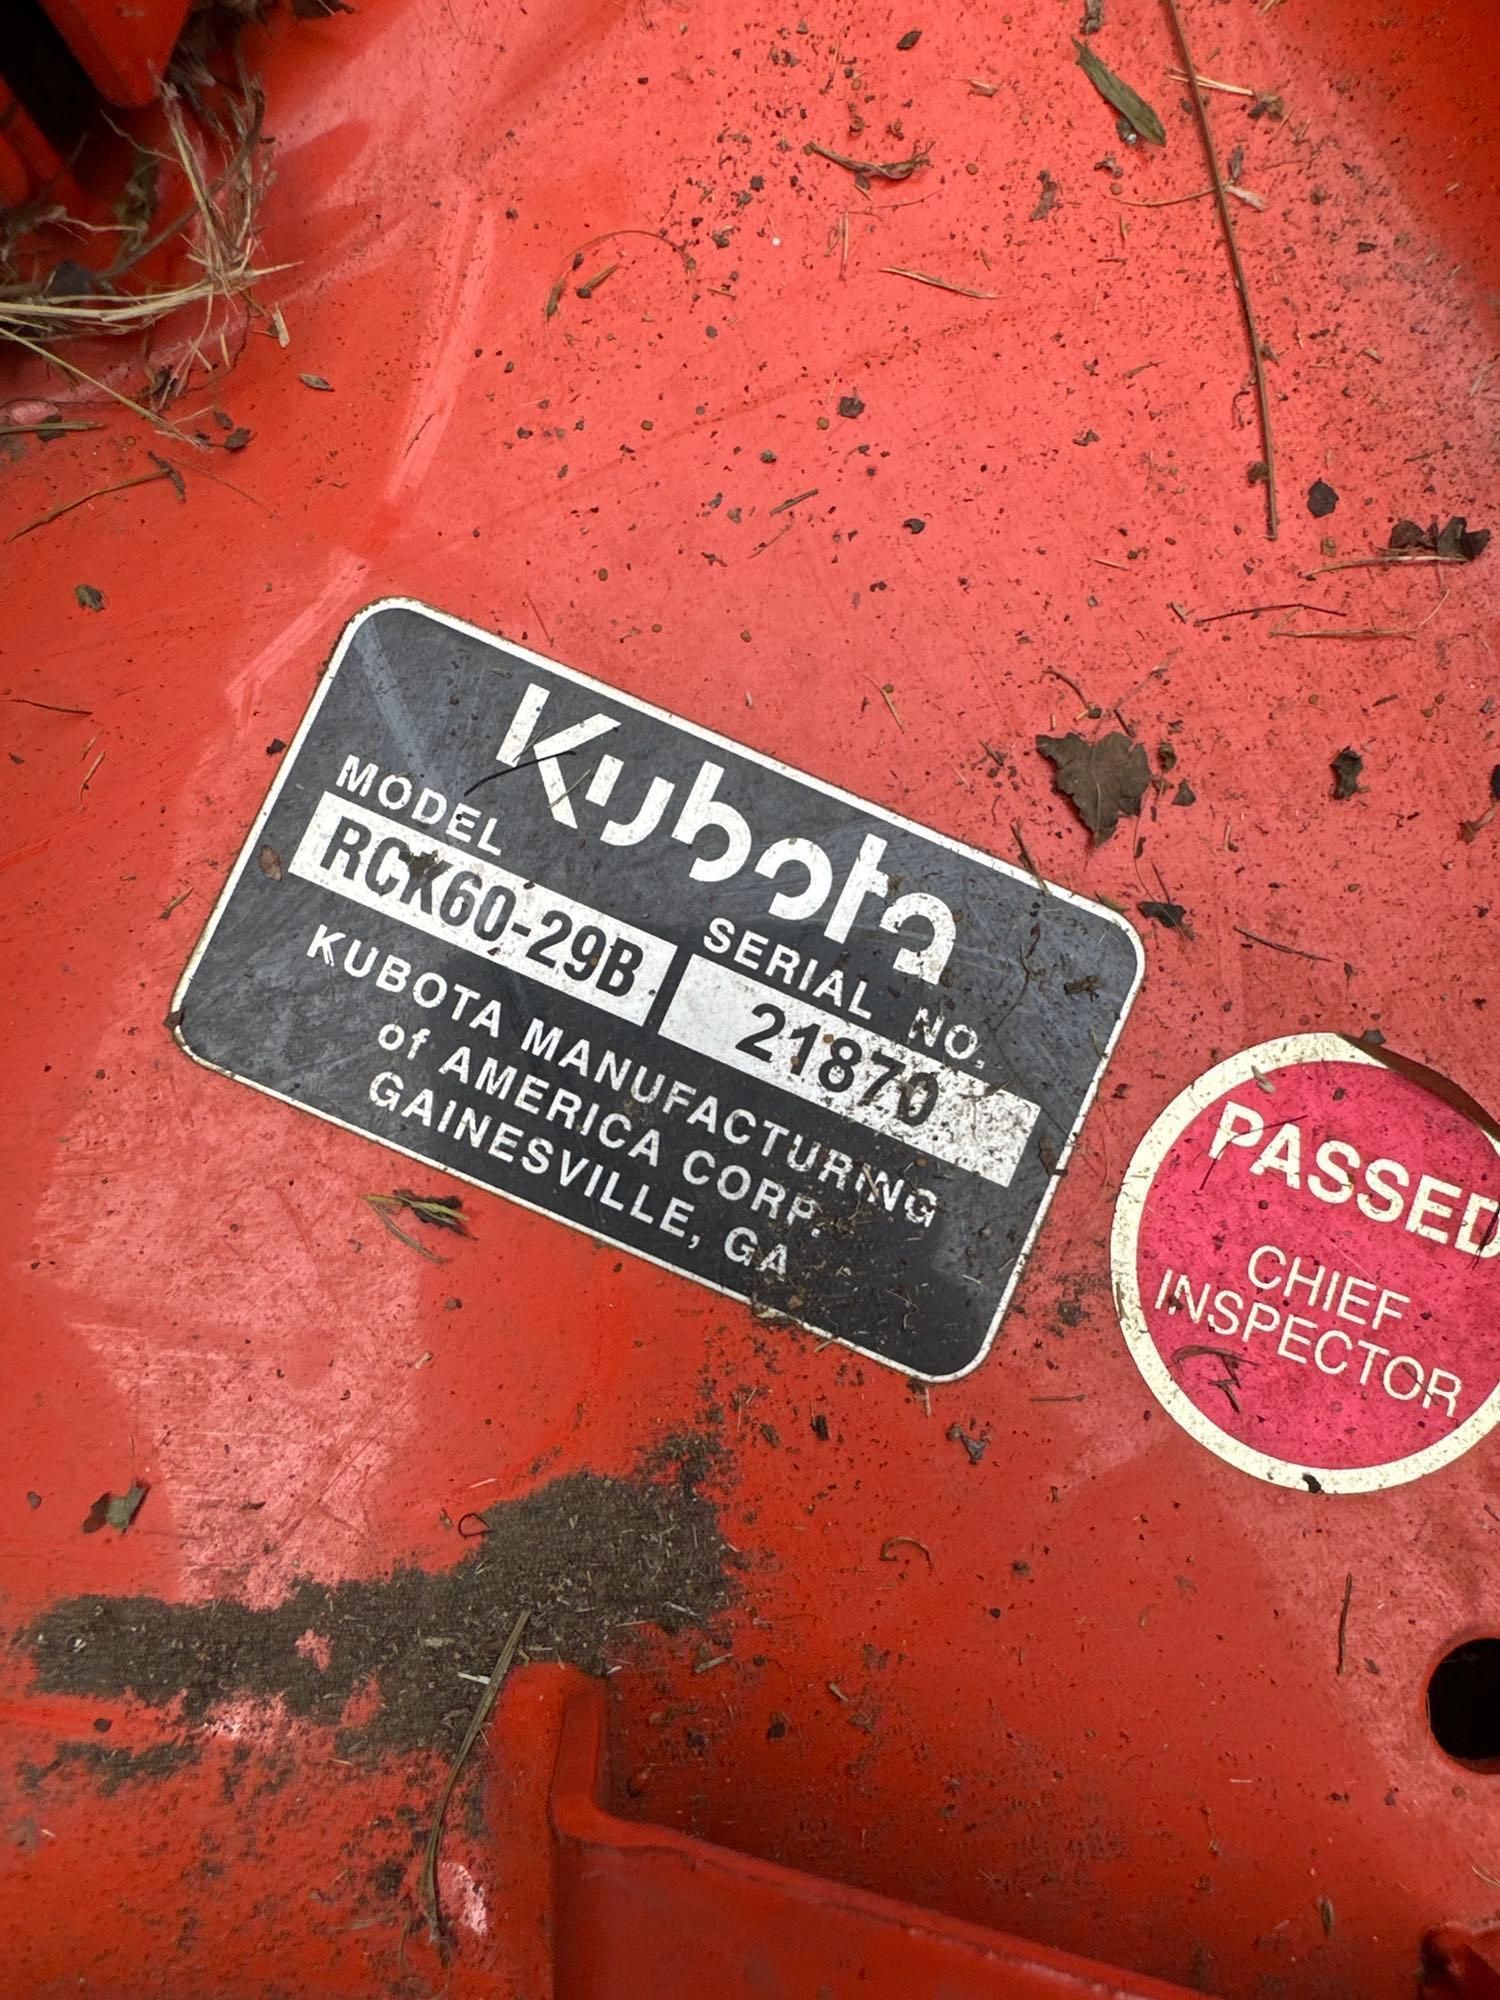 Kubota
MODEL
SERIAL NO.
RCK60-29B
21870
KUBOTA MANUFACTURING
of AMERICA CORP.
GAINESVILLE, GA
PASSED
CHIEF
INSPECTOR